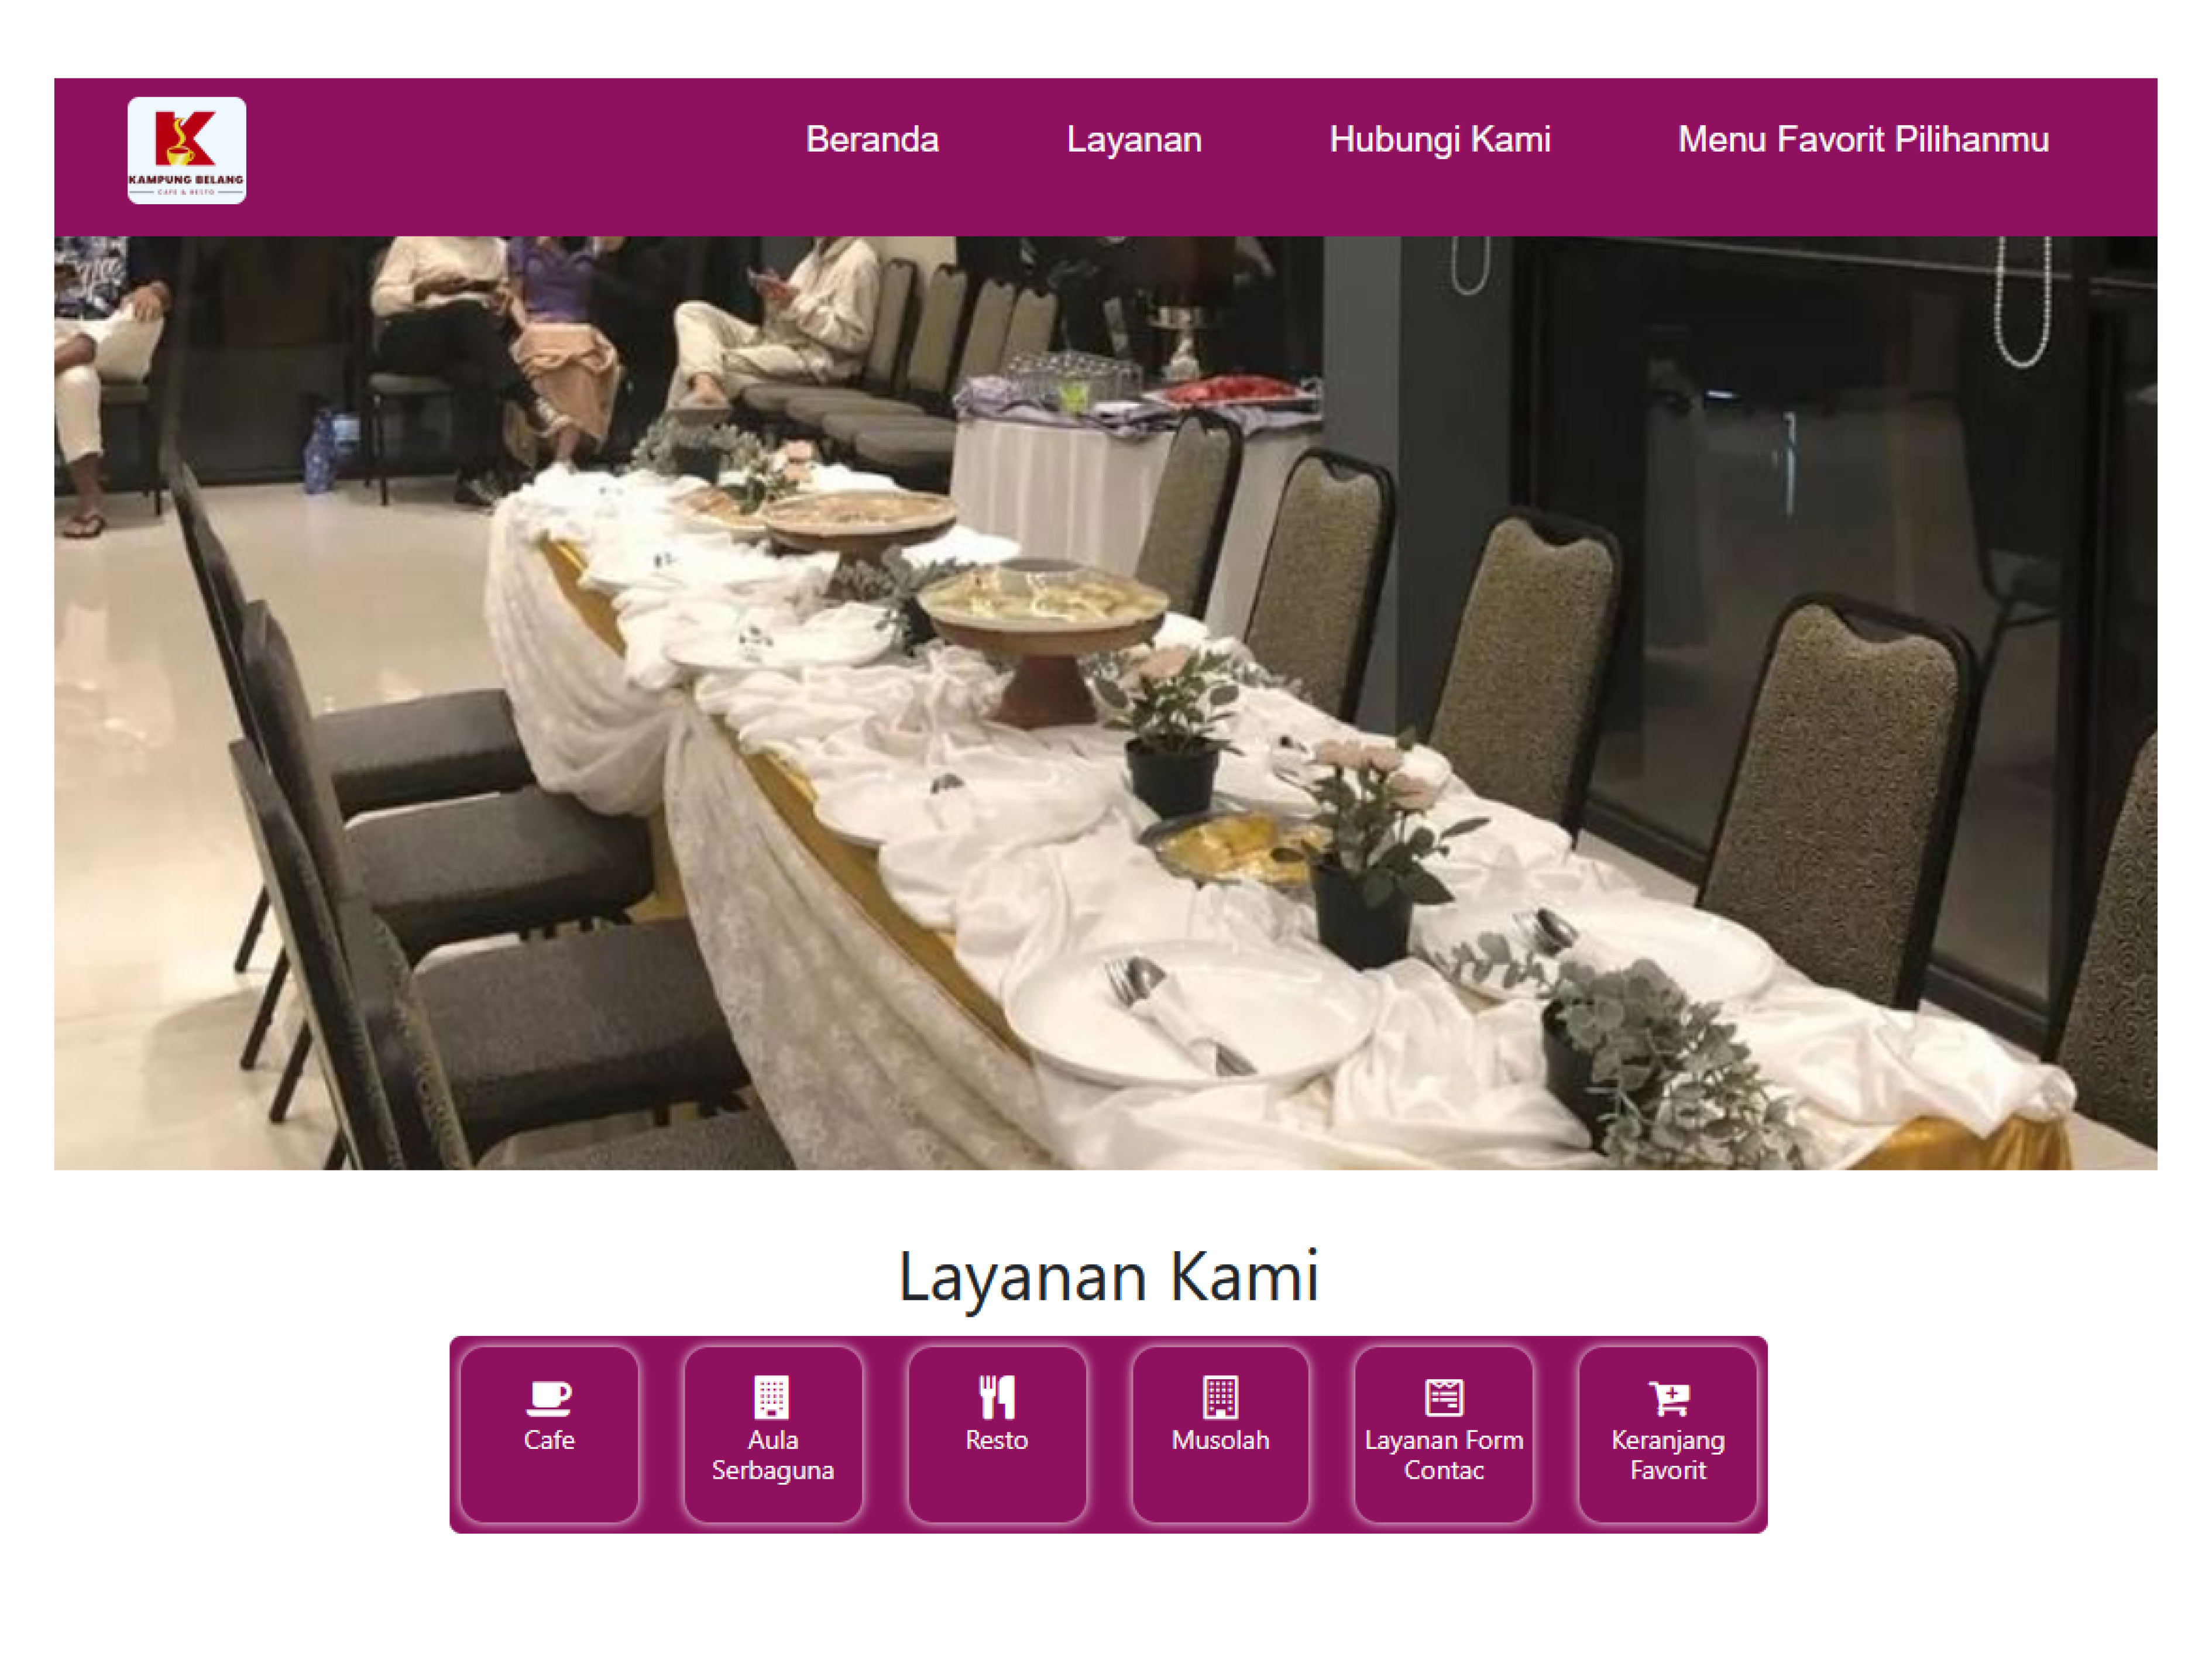 KAMPUNG BELANG
CAFE & RESTO
Beranda
Layanan
Hubungi Kami
Menu Favorit Pilihanmu
Layanan Kami
Cafe
Aula
Serbaguna
Resto
Musolah
Layanan Form
Contac
Keranjang
Favorit